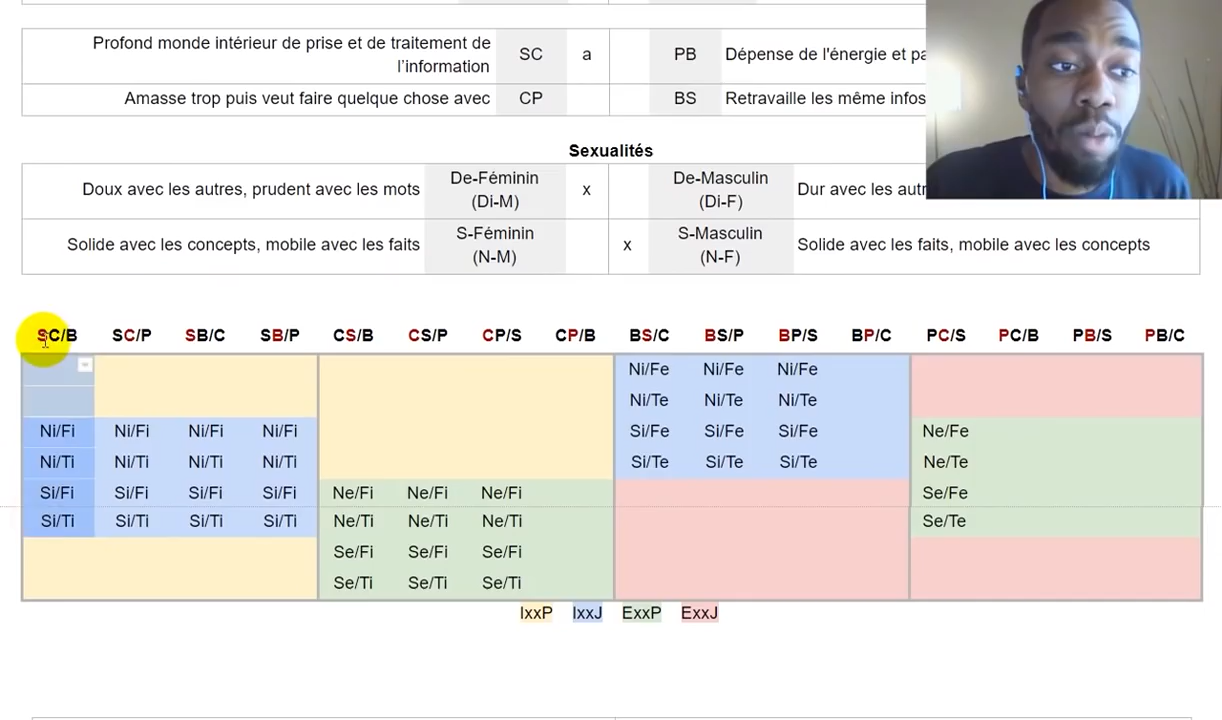 Profond monde intérieur de prise et de traitement de
l'information
SC a PB Dépense de l'énergie et
Amasse trop puis veut faire quelque chose avec CP BS Retravaille les même infos
Sexualités
Doux avec les autres, prudent avec les mots De-Féminin
(Di-M) x De-Masculin
(Di-F) Dur avec les
Solide avec les concepts, mobile avec les faits S-Féminin
(N-M) x S-Masculin
(N-F) Solide avec les faits, mobile avec les concepts
SC/B SC/P SB/C SB/P CS/B CS/P CP/S CP/B BS/C BS/P BP/S BP/C PC/S PC/B PB/S PB/C
Ni/Fe Ni/Fe Ni/Fe
Ni/Te Ni/Te Ni/Te
Ni/Fi Ni/Fi Ni/Fi Ni/Fi Si/Fe Si/Fe Si/Fe Ne/Fe
Ni/Ti Ni/Ti Ni/Ti Ni/Ti Si/Te Si/Te Si/Te Ne/Te
Si/Fi Si/Fi Si/Fi Si/Fi Ne/Fi Ne/Fi Ne/Fi Se/Fe
Si/Ti Si/Ti Si/Ti Si/Ti Ne/Ti Ne/Ti Ne/Ti Se/Te
Se/Fi Se/Fi Se/Fi
Se/Ti Se/Ti Se/Ti
IxxP IxxJ ExxP ExxJ